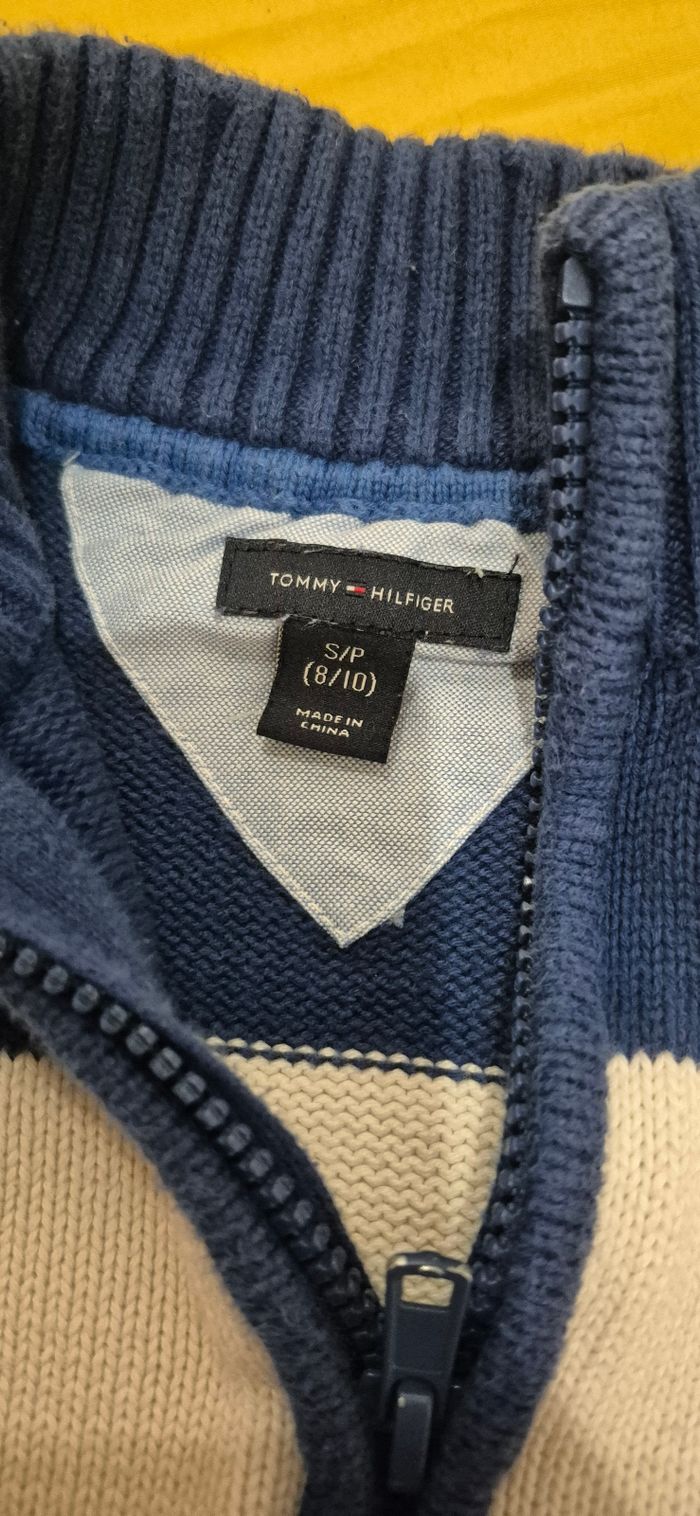 TOMMY HILFIGER
S/P
(8/10)
MADE IN
CHINA